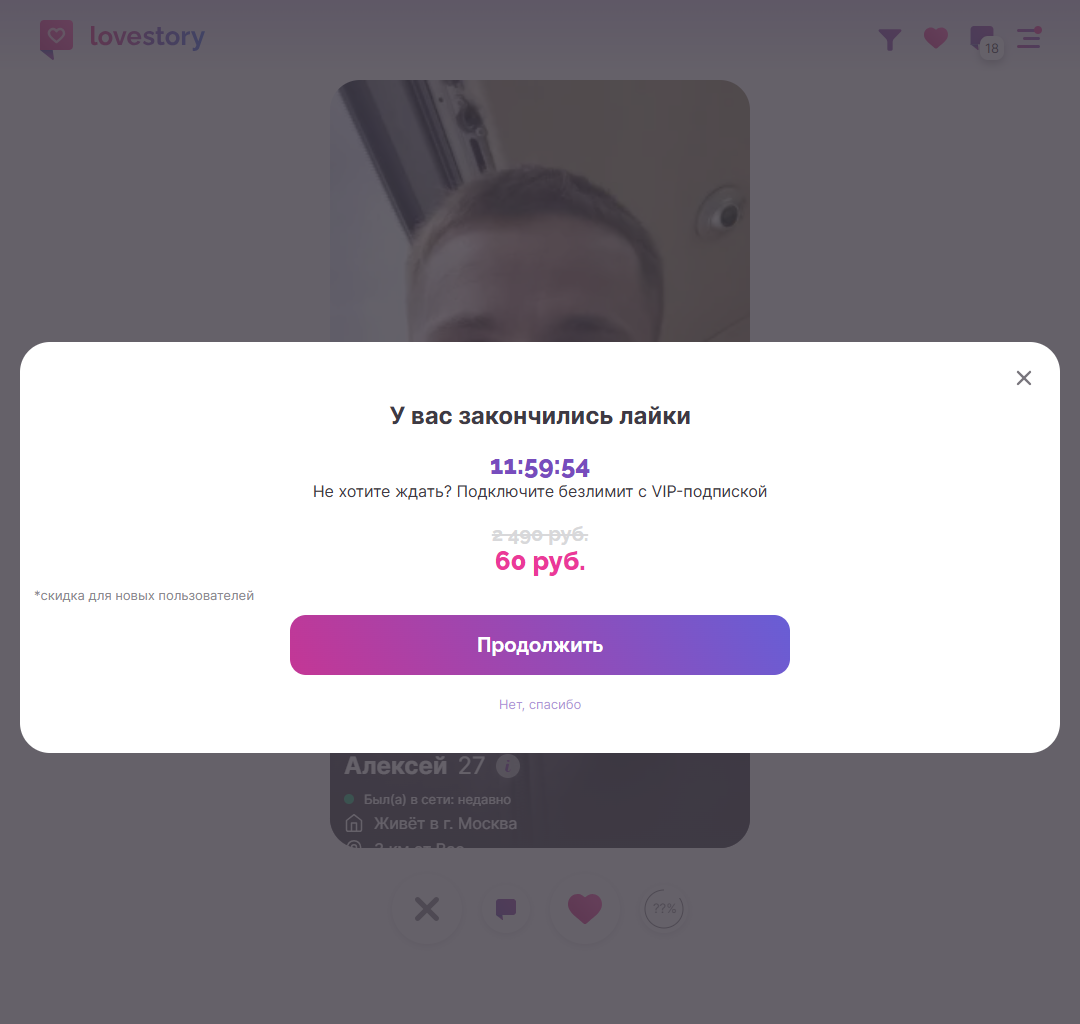 lovestory
18
У вас закончились лайки
11:59:54
Не хотите ждать? Подключите безлимит с VIP-подпиской
2 490 руб.
60 руб.
*скидка для новых пользователей
Продолжить
Нет, спасибо
Алексей 27 i
Был(а) в сети: недавно
Живёт в г. Москва
??%